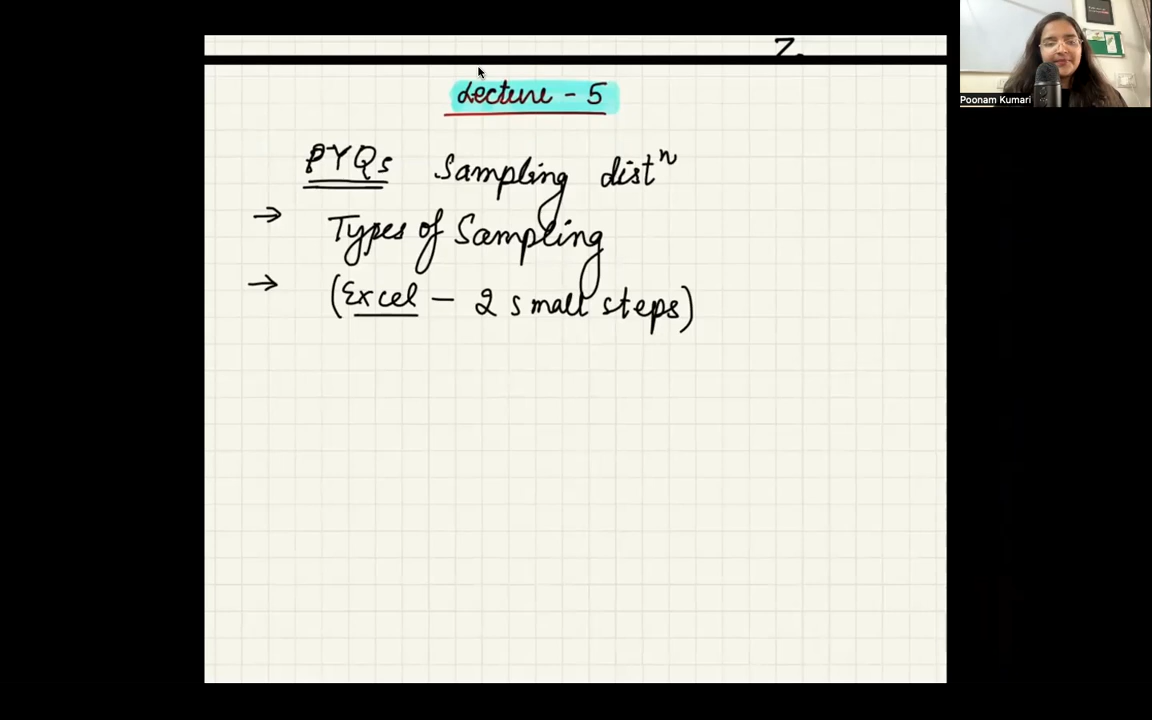 Lecture - 5
PYQs Sampling distⁿ
→ Types of Sampling
→ (Excel - 2 small steps)
Poonam Kumari